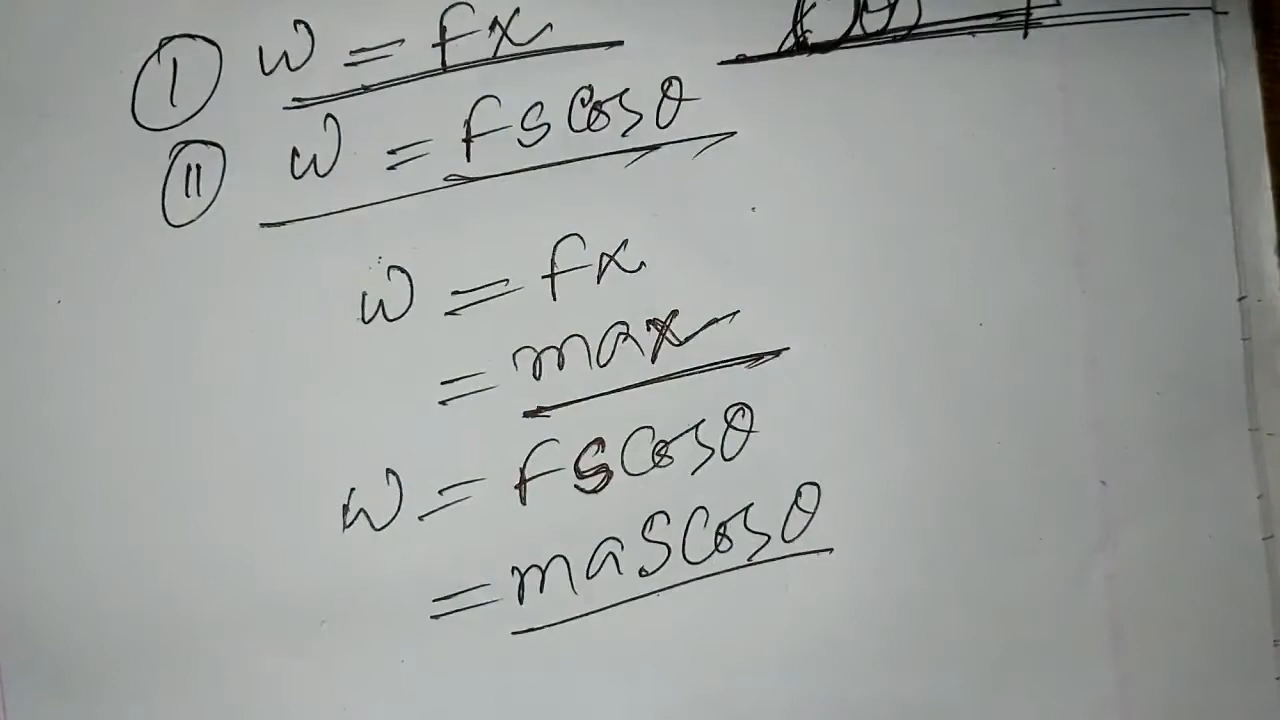 I w = fx
II w = fs cosθ
w = fx
= max
w = fs cosθ
= mas cosθ